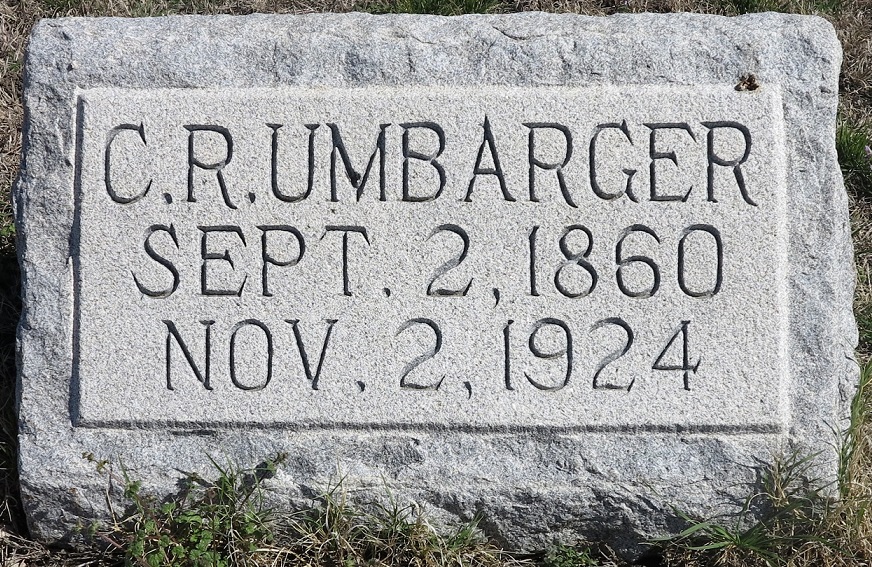 C.R.UMBARGER
SEPT. 2, 1860
NOV. 2, 1924